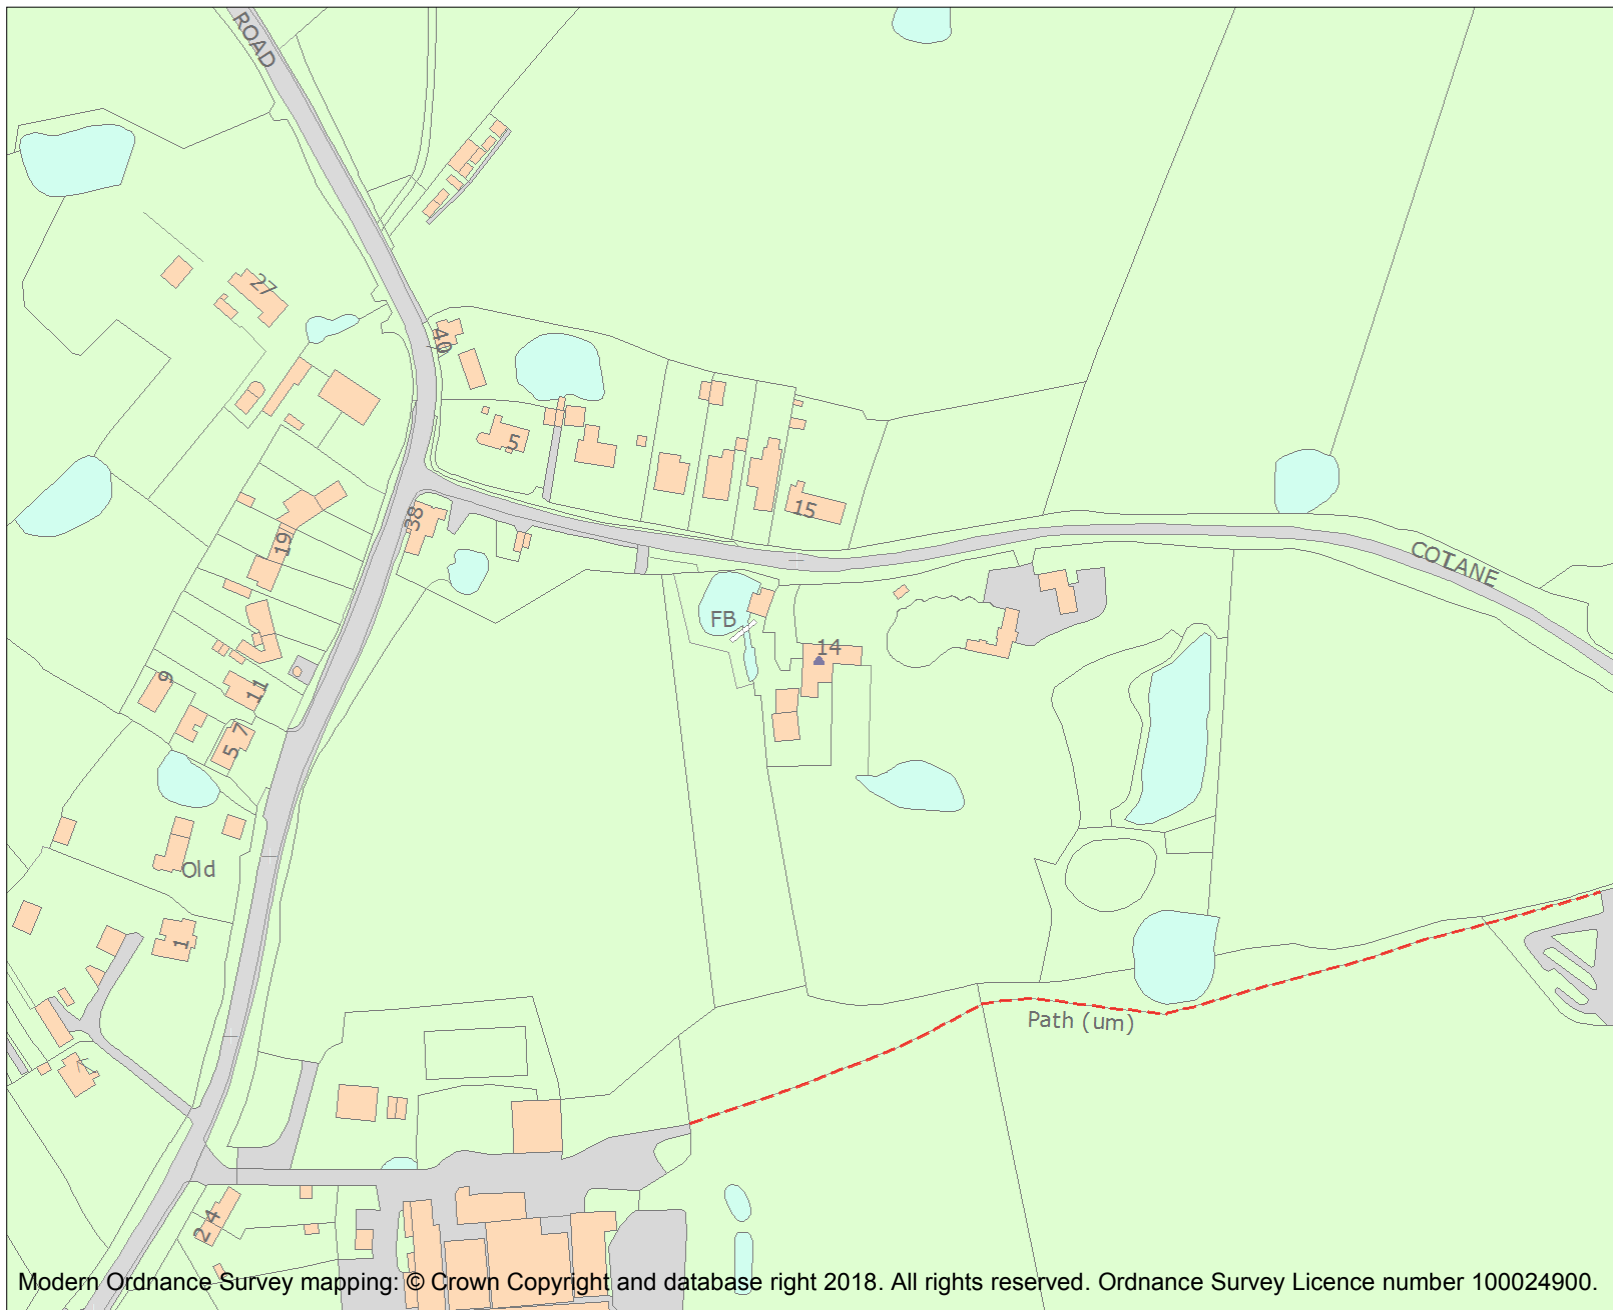 ROAD
27
40
5
38
15
19
COTANE
FB
14
9
11
5 7
Old
1
Path (um)
24
Modern Ordnance Survey mapping: © Crown Copyright and database right 2018. All rights reserved. Ordnance Survey Licence number 100024900.